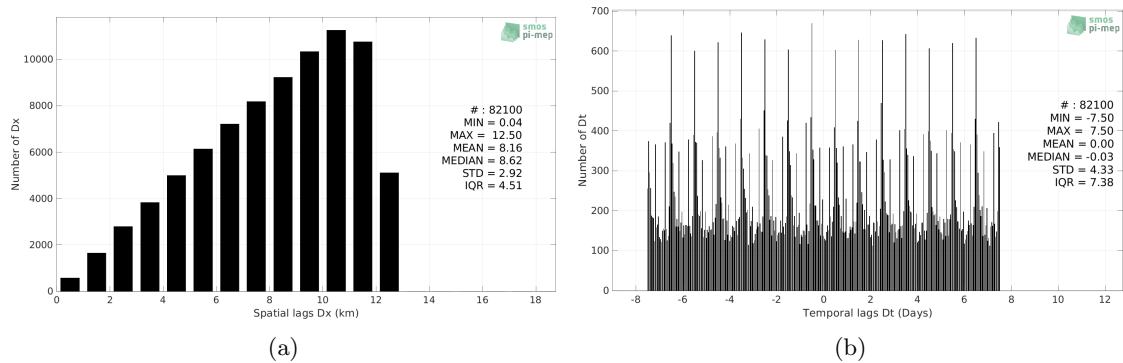 smos
pi-mep
10000
8000
6000
4000
2000
0
Number of Dx
# : 82100
MIN = 0.04
MAX = 12.50
MEAN = 8.16
MEDIAN = 8.62
STD = 2.92
IQR = 4.51
0 2 4 6 8 10 12 14 16 18
Spatial lags Dx (km)
(a)
smos
pi-mep
700
600
500
400
300
200
100
0
Number of Dt
# : 82100
MIN = -7.50
MAX = 7.50
MEAN = 0.00
MEDIAN = -0.03
STD = 4.33
IQR = 7.38
-8 -6 -4 -2 0 2 4 6 8 10 12
Temporal lags Dt (Days)
(b)